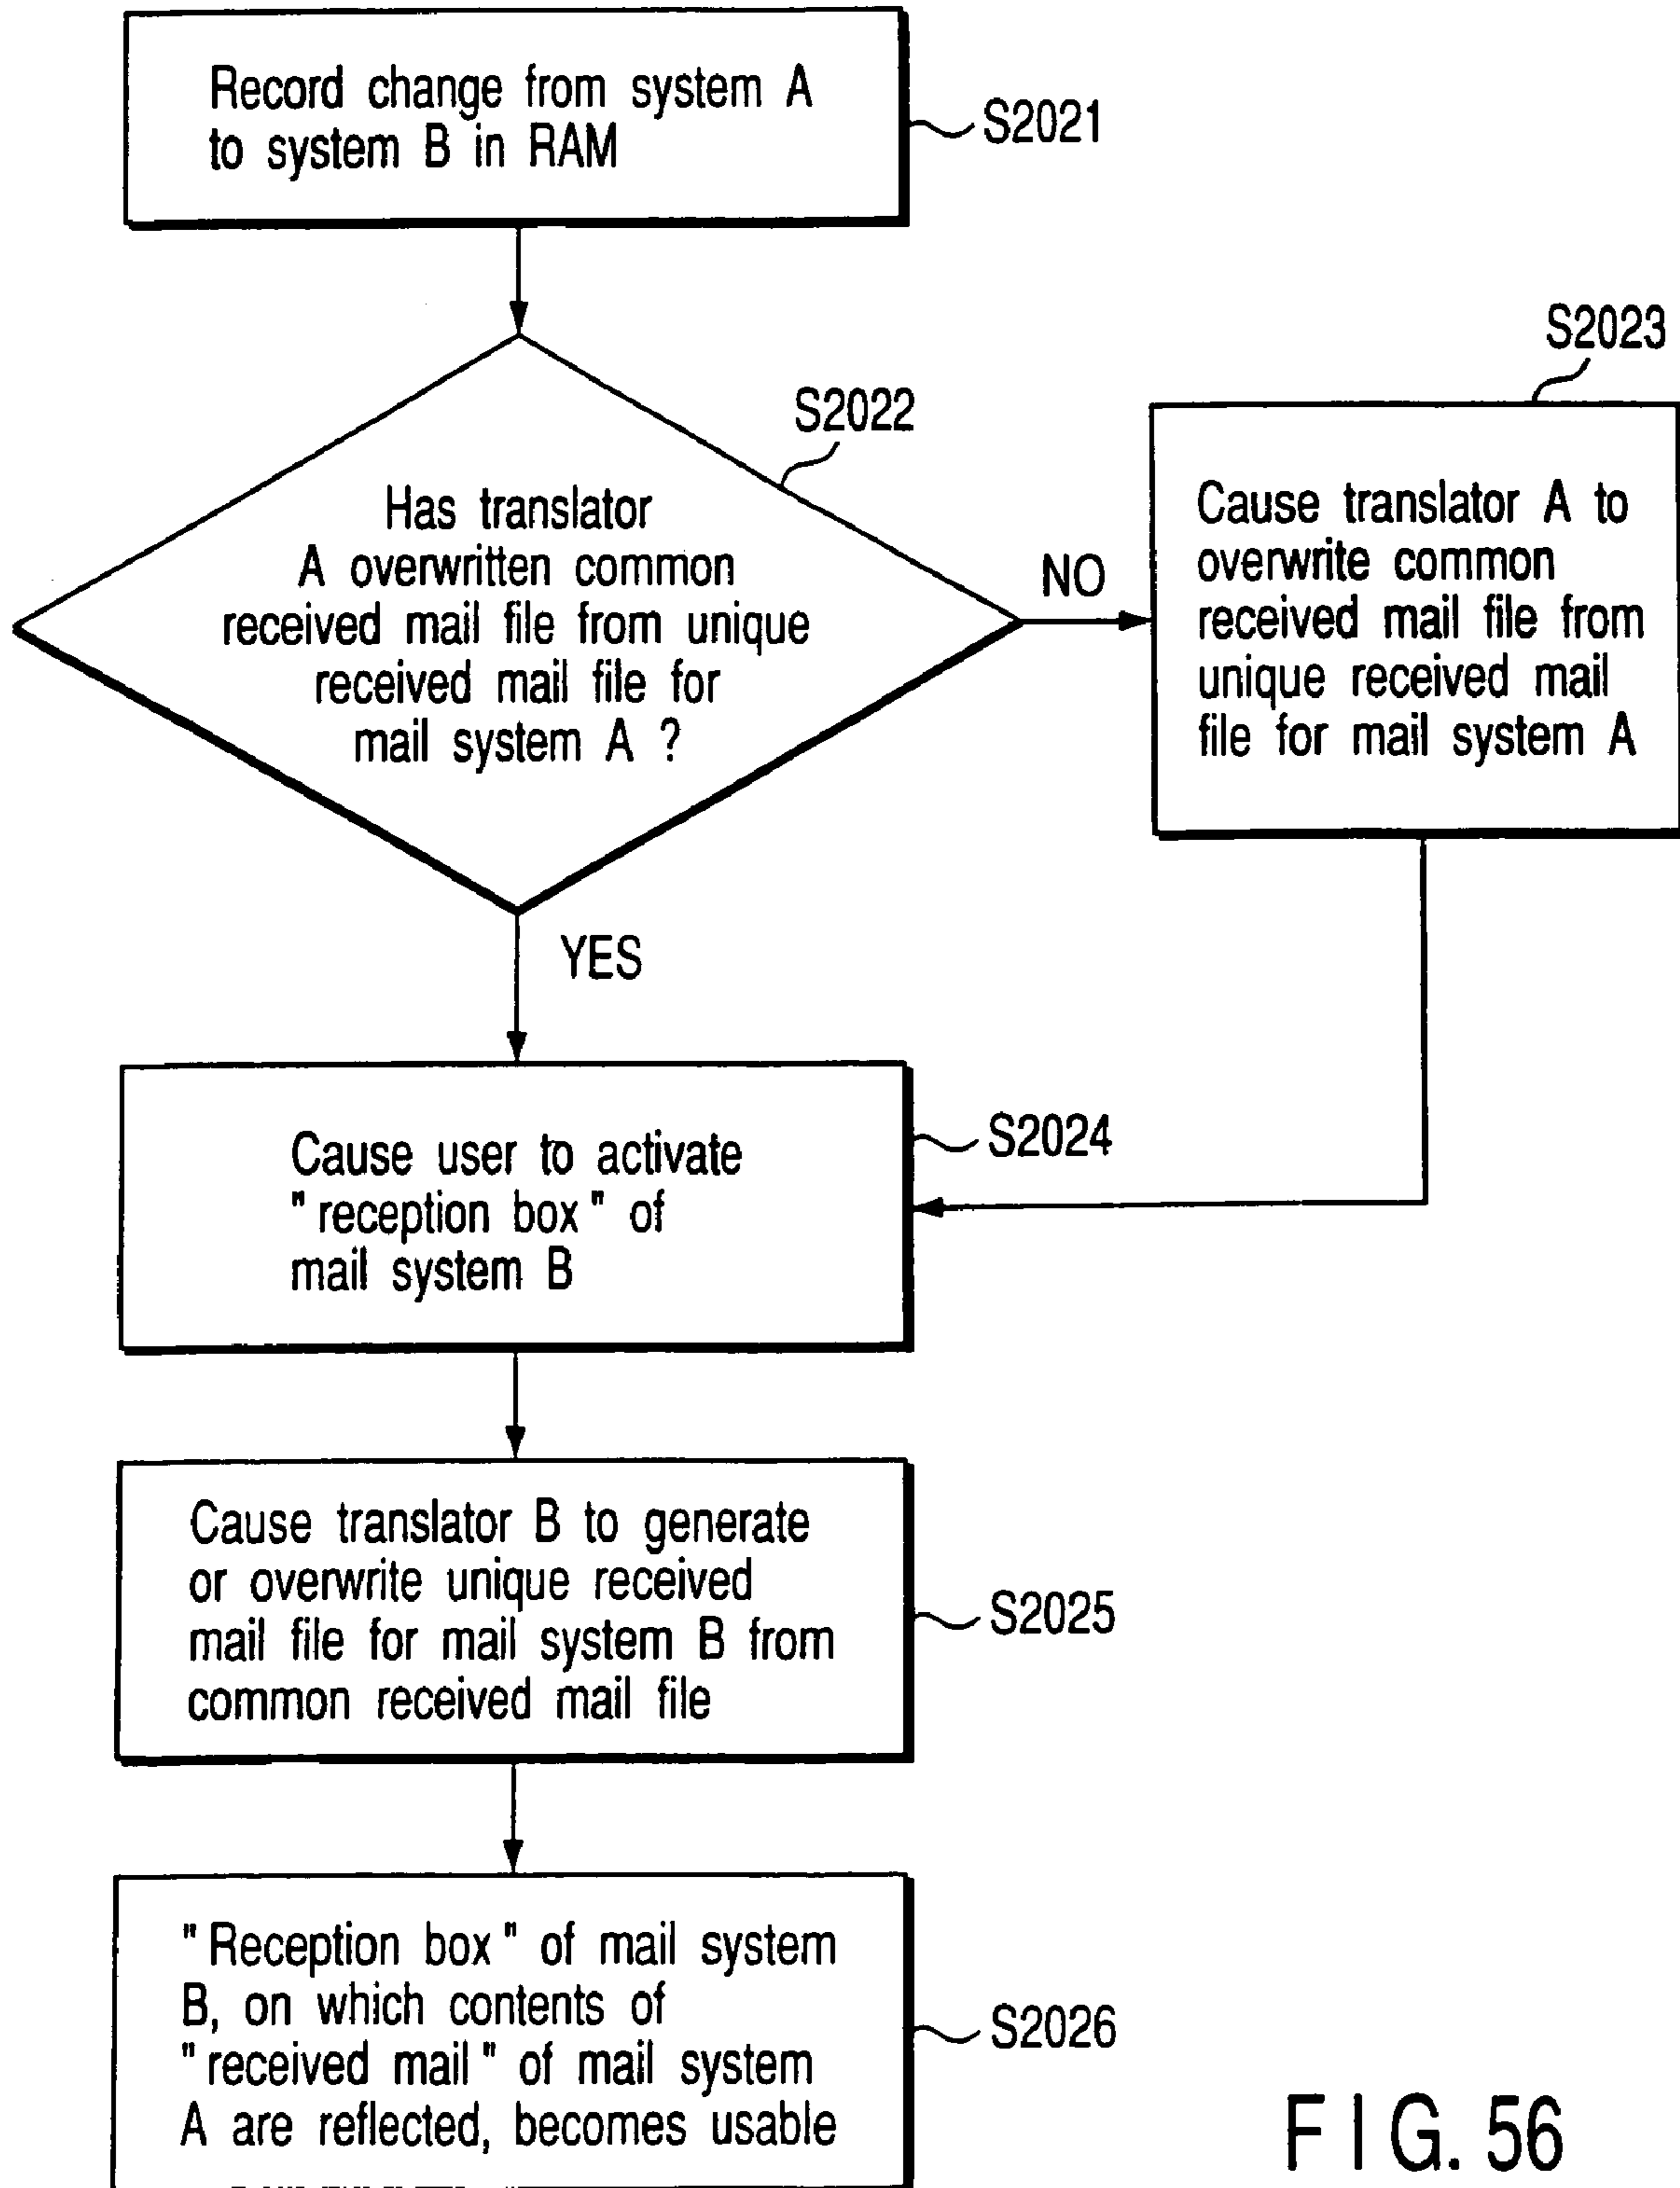 Record change from system A
to system B in RAM
S2021
S2022
Has translator
A overwritten common
received mail file from unique
received mail file for
mail system A ?
NO
S2023
Cause translator A to
overwrite common
received mail file from
unique received mail
file for mail system A
YES
Cause user to activate
"reception box" of
mail system B
S2024
Cause translator B to generate
or overwrite unique received
mail file for mail system B from
common received mail file
S2025
"Reception box" of mail system
B, on which contents of
"received mail" of mail system
A are reflected, becomes usable
S2026
FIG. 56